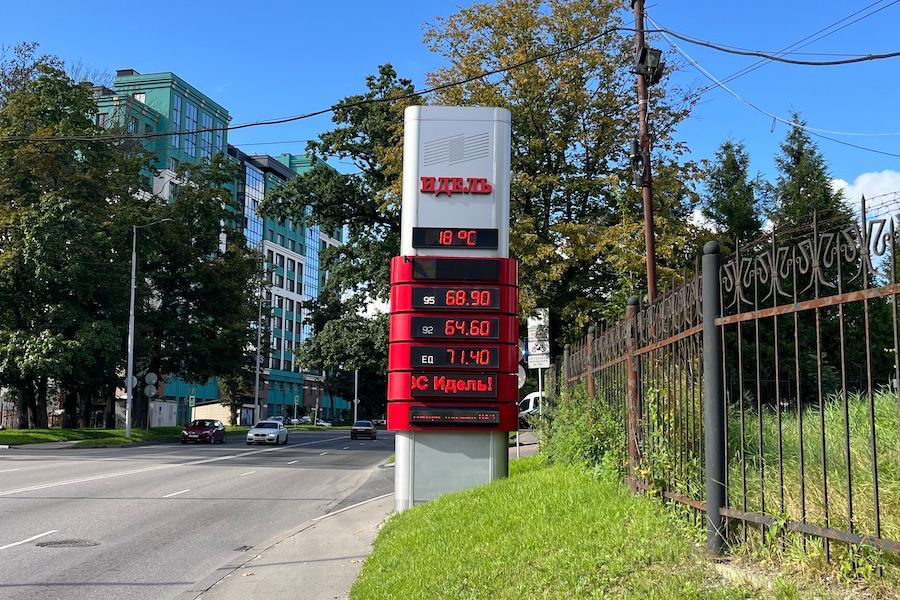 ИДЕЛЬ
18 °C
95 68.90
92 64.60
ЕД 71.40
ЗС Идель!